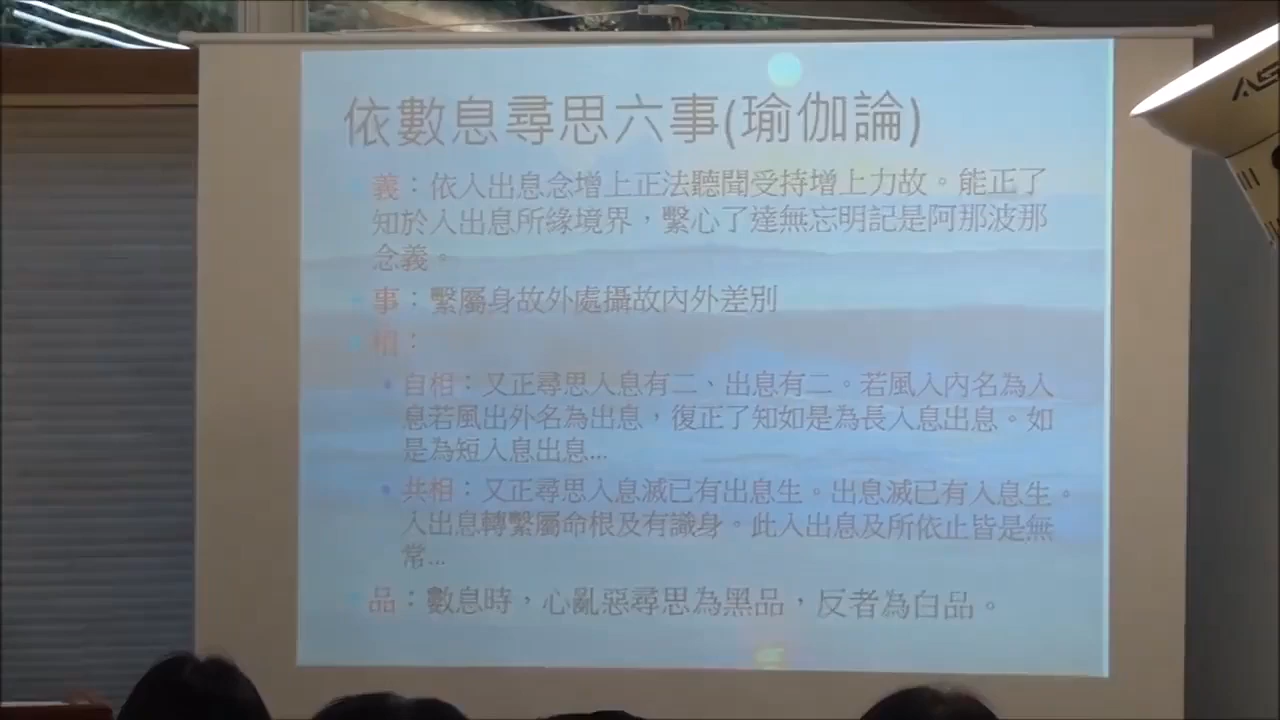 依數息尋思六事(瑜伽論)
義：依入出息念增上正法聽聞受持增上力故。能正了
知於入出息所緣境界，繫心了達無忘明記是阿那波那
念義。
事：繫屬身故外處攝故內外差別
相：
自相：又正尋思入息有二、出息有二。若風入內名為入
息若風出外名為出息，復正了知如是為長入息出息。如
是為短入息出息...
共相：又正尋思入息滅已有出息生。出息滅已有入息生。
入出息轉繫屬命根及有識身。此入出息及所依止皆是無
常...
品：數息時，心亂惡尋思為黑品，反者為白品。